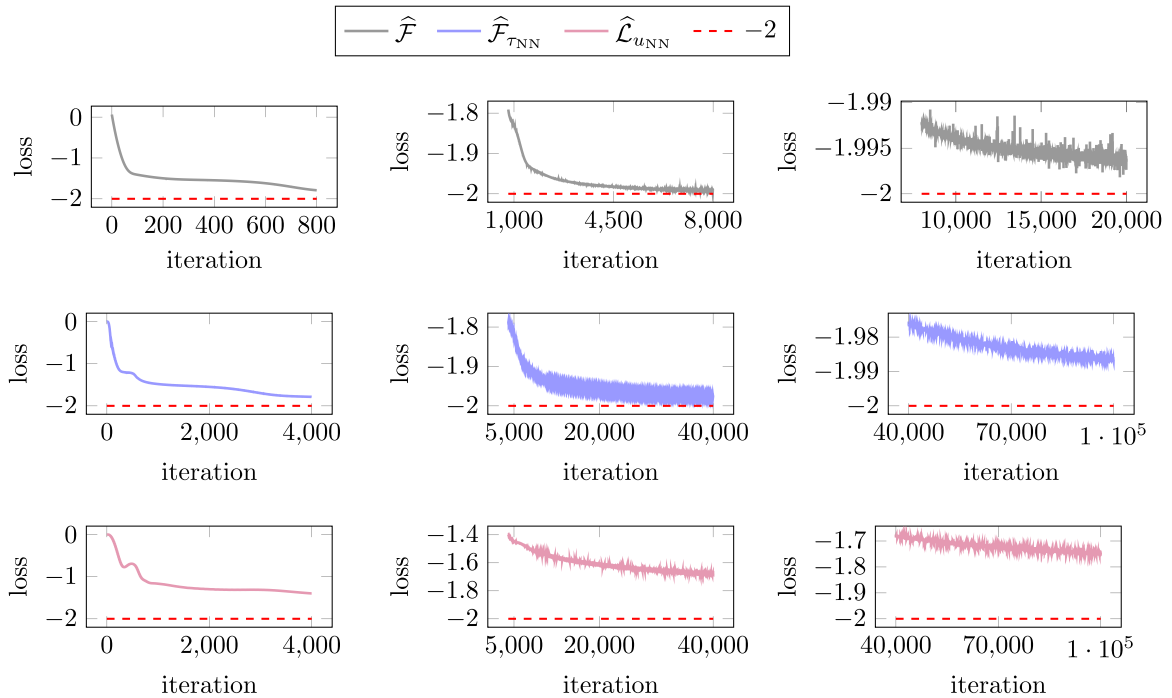 F̂ F̂_τNN L̂_uNN −2
0
−1
−2
loss
0 200 400 600 800
iteration
−1.8
−1.9
−2
loss
1,000 4,500 8,000
iteration
−1.99
−1.995
−2
loss
10,000 15,000 20,000
iteration
0
−1
−2
loss
0 2,000 4,000
iteration
−1.8
−1.9
−2
loss
5,000 20,000 40,000
iteration
−1.98
−1.99
−2
loss
40,000 70,000 1 · 10⁵
iteration
0
−1
−2
loss
0 2,000 4,000
iteration
−1.4
−1.6
−1.8
−2
loss
5,000 20,000 40,000
iteration
−1.7
−1.8
−1.9
−2
loss
40,000 70,000 1 · 10⁵
iteration